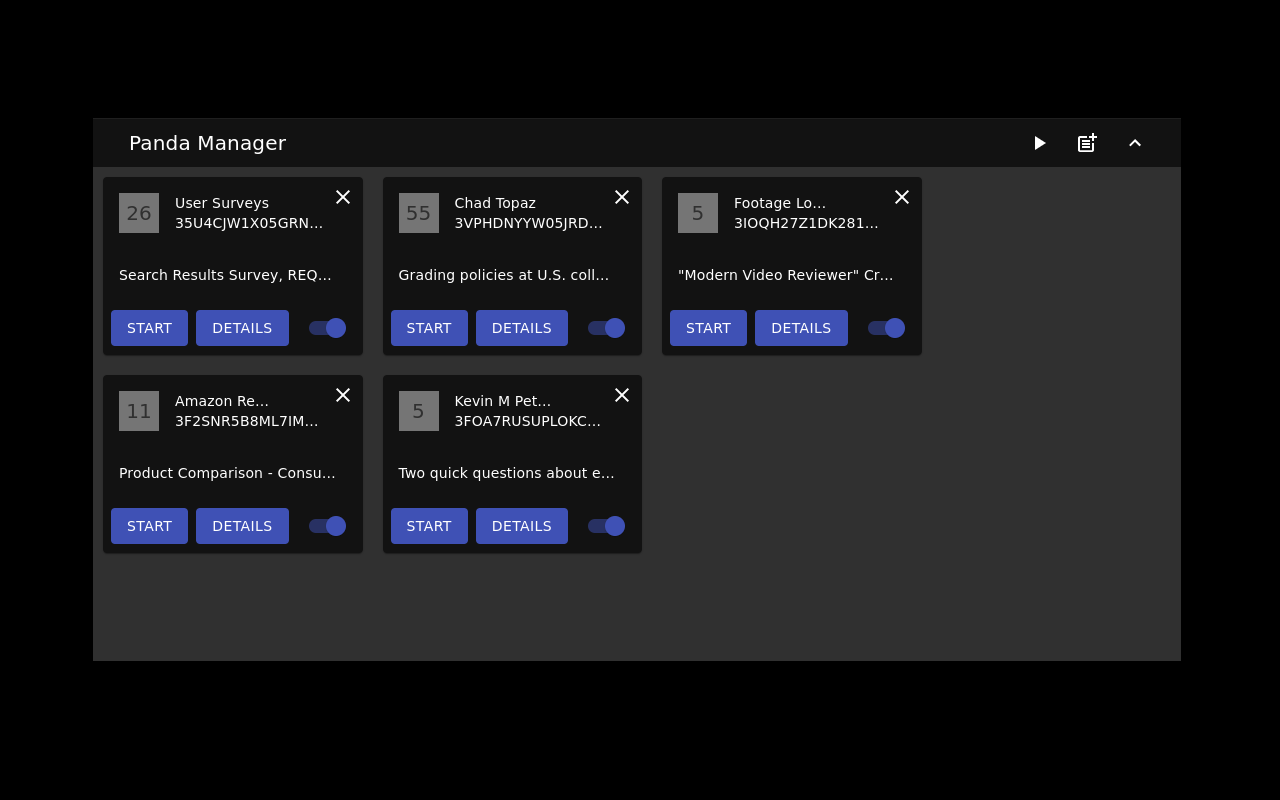 Panda Manager
26
User Surveys
35U4CJW1X05GRN...
Search Results Survey, REQ...
START DETAILS
55
Chad Topaz
3VPHDNYYW05JRD...
Grading policies at U.S. coll...
START DETAILS
5
Footage Lo...
3IOQH27Z1DK281...
"Modern Video Reviewer" Cr...
START DETAILS
11
Amazon Re...
3F2SNR5B8ML7IM...
Product Comparison - Consu...
START DETAILS
5
Kevin M Pet...
3FOA7RUSUPLOKC...
Two quick questions about e...
START DETAILS